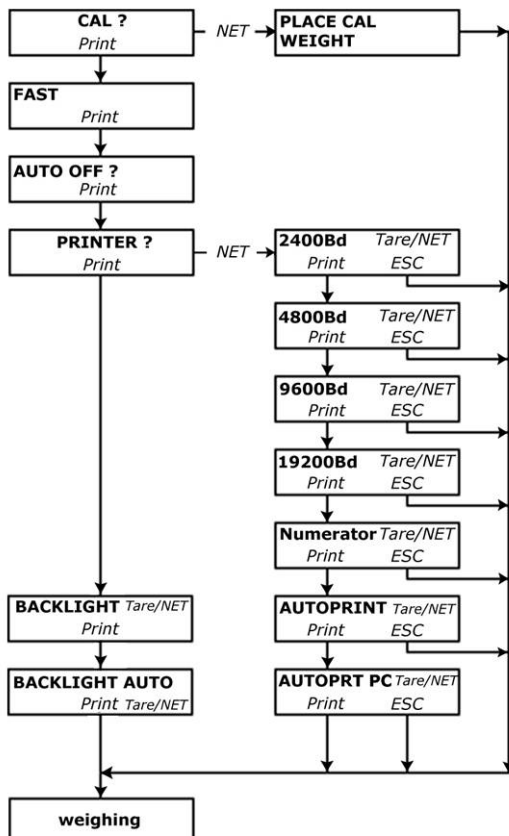 CAL ?
Print
NET
PLACE CAL
WEIGHT
FAST
Print
AUTO OFF ?
Print
PRINTER ?
Print
NET
2400Bd Tare/NET
Print ESC
4800Bd Tare/NET
Print ESC
9600Bd Tare/NET
Print ESC
19200Bd Tare/NET
Print ESC
Numerator Tare/NET
Print ESC
BACKLIGHT Tare/NET
Print
AUTOPRINT Tare/NET
Print ESC
BACKLIGHT AUTO
Print Tare/NET
AUTOPRT PC Tare/NET
Print ESC
weighing